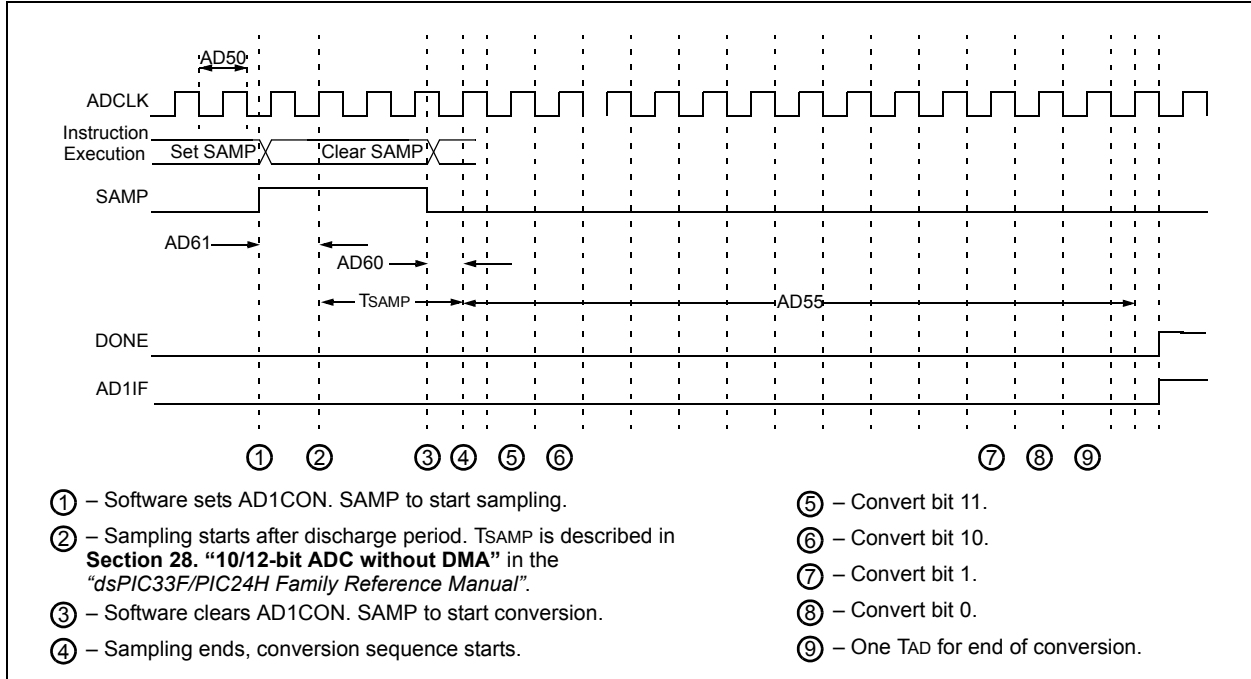 AD50
ADCLK
Instruction
Execution
Set SAMP
Clear SAMP
SAMP
AD61
AD60
TSAMP
AD55
DONE
AD1IF
1 2 3 4 5 6 7 8 9
1 – Software sets AD1CON. SAMP to start sampling.
2 – Sampling starts after discharge period. TSAMP is described in
Section 28. “10/12-bit ADC without DMA” in the
“dsPIC33F/PIC24H Family Reference Manual”.
3 – Software clears AD1CON. SAMP to start conversion.
4 – Sampling ends, conversion sequence starts.
5 – Convert bit 11.
6 – Convert bit 10.
7 – Convert bit 1.
8 – Convert bit 0.
9 – One TAD for end of conversion.